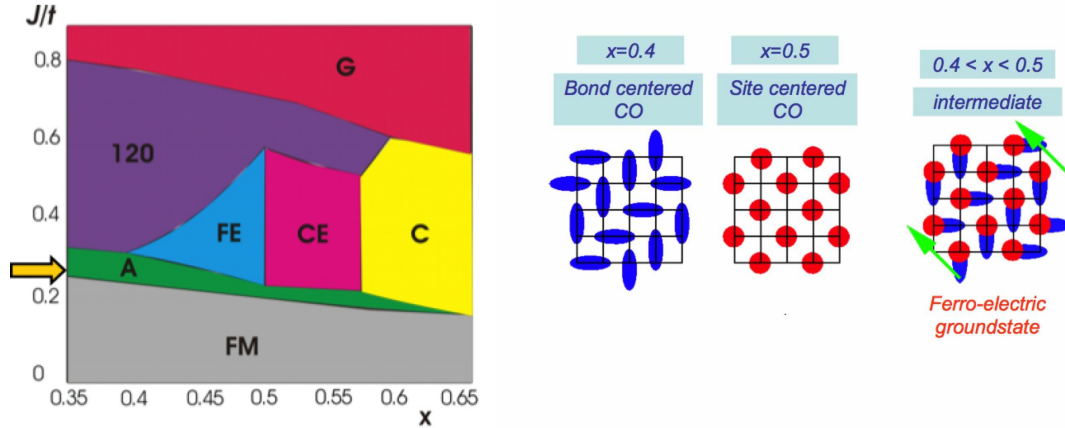 J/t
0.8
0.6
0.4
0.2
0
G
120
FE
CE
C
A
FM
0.35
0.4
0.45
0.5
0.55
0.6
0.65
x
x=0.4
Bond centered
CO
x=0.5
Site centered
CO
0.4 < x < 0.5
intermediate
Ferro-electric
groundstate